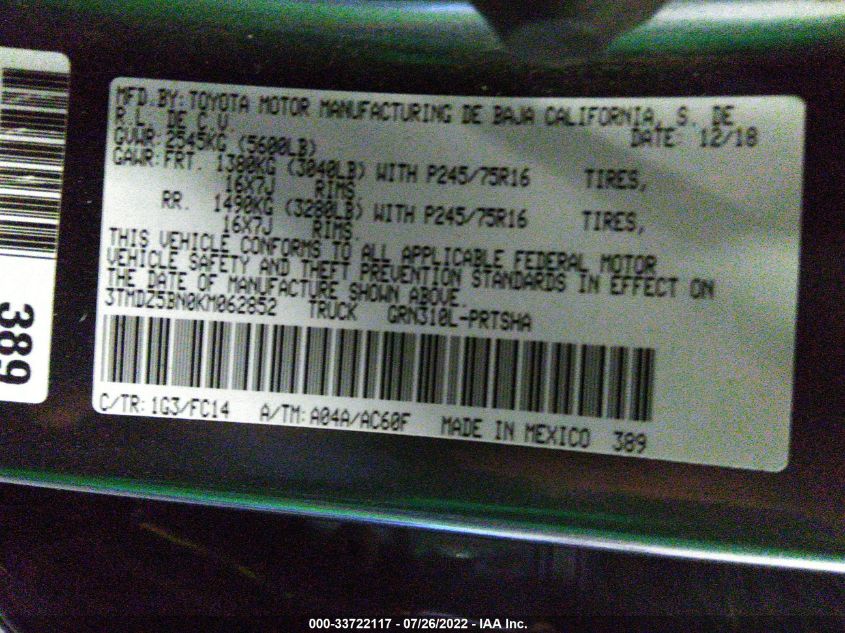 MFD.BY:TOYOTA MOTOR MANUFACTURING DE BAJA CALIFORNIA, S. DE
R.L. DE C.V. DATE: 12/18
GVWR:2545KG (5600LB)
GAWR:FRT. 1380KG (3040LB) WITH P245/75R16 TIRES,
16X7J RIMS.
RR. 1490KG (3280LB) WITH P245/75R16 TIRES,
16X7J RIMS.
THIS VEHICLE CONFORMS TO ALL APPLICABLE FEDERAL MOTOR
VEHICLE SAFETY AND THEFT PREVENTION STANDARDS IN EFFECT ON
THE DATE OF MANUFACTURE SHOWN ABOVE.
3TMDZ5BN0KM062852 TRUCK GRN310L-PRTSHA
C/TR:1G3/FC14 A/TM:A04A/AC60F MADE IN MEXICO 389
389
000-33722117 - 07/26/2022 - IAA Inc.